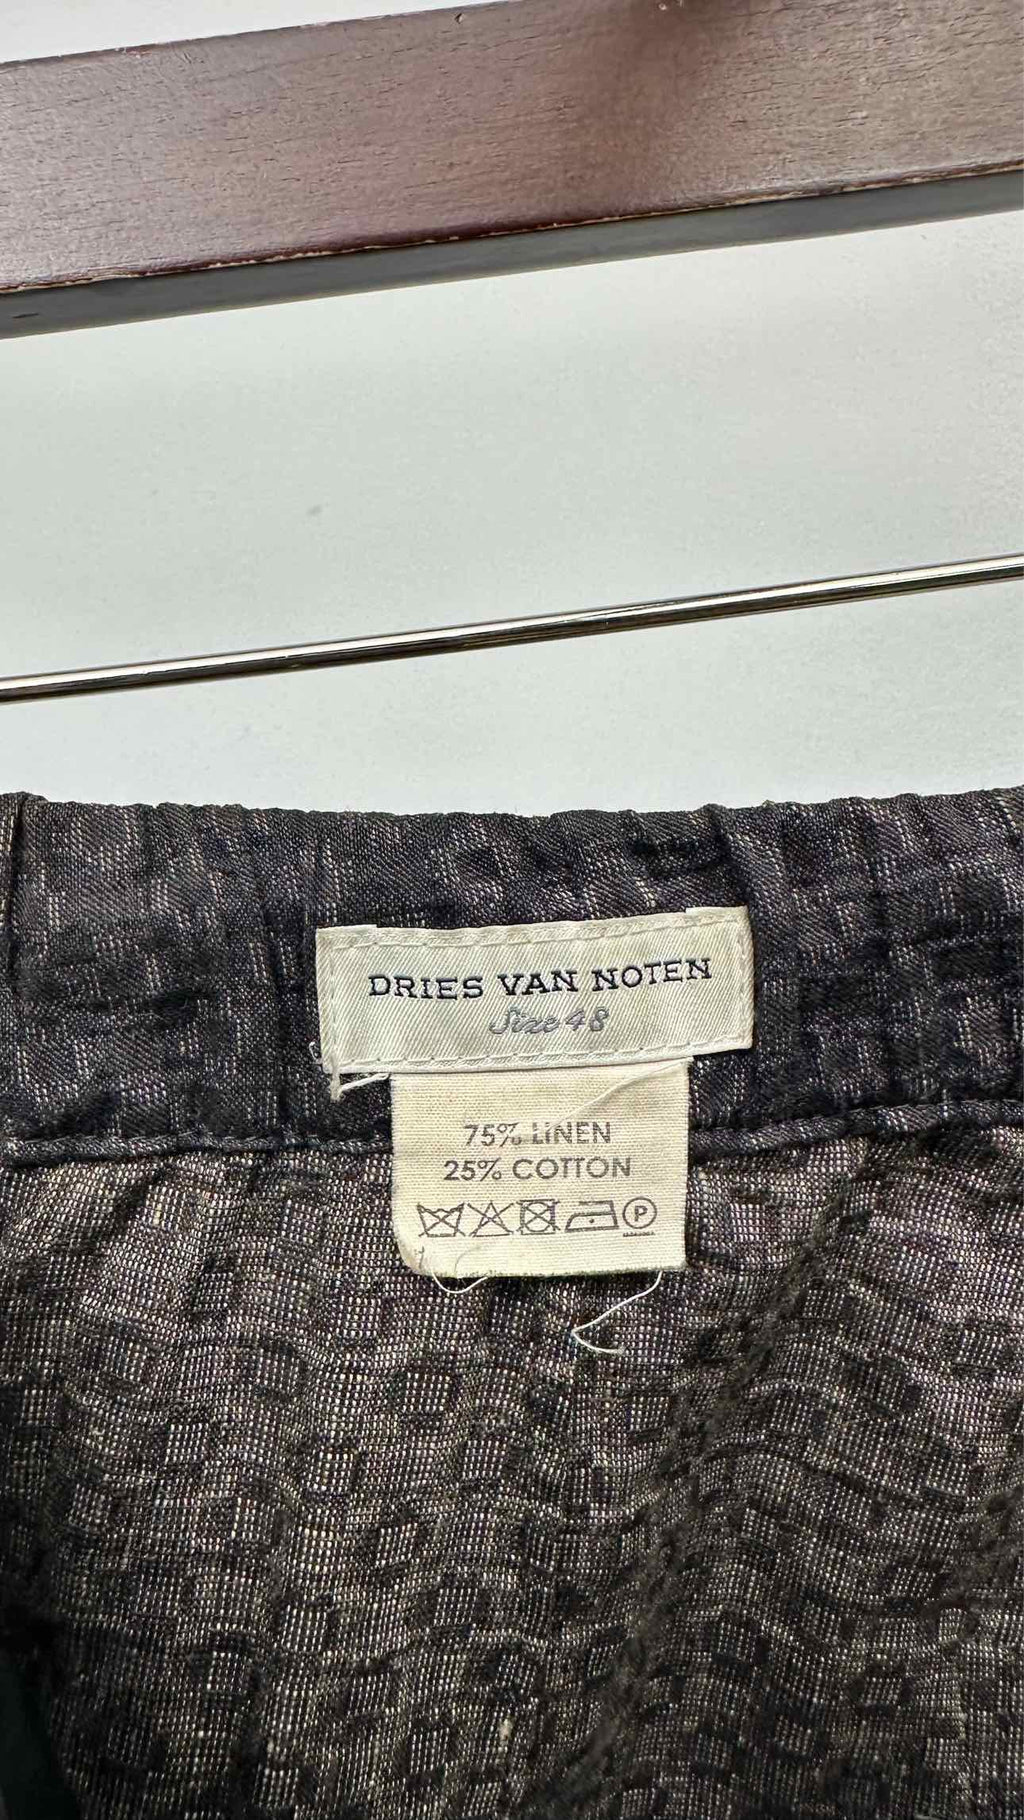 DRIES VAN NOTEN
Size 48
75% LINEN
25% COTTON
P